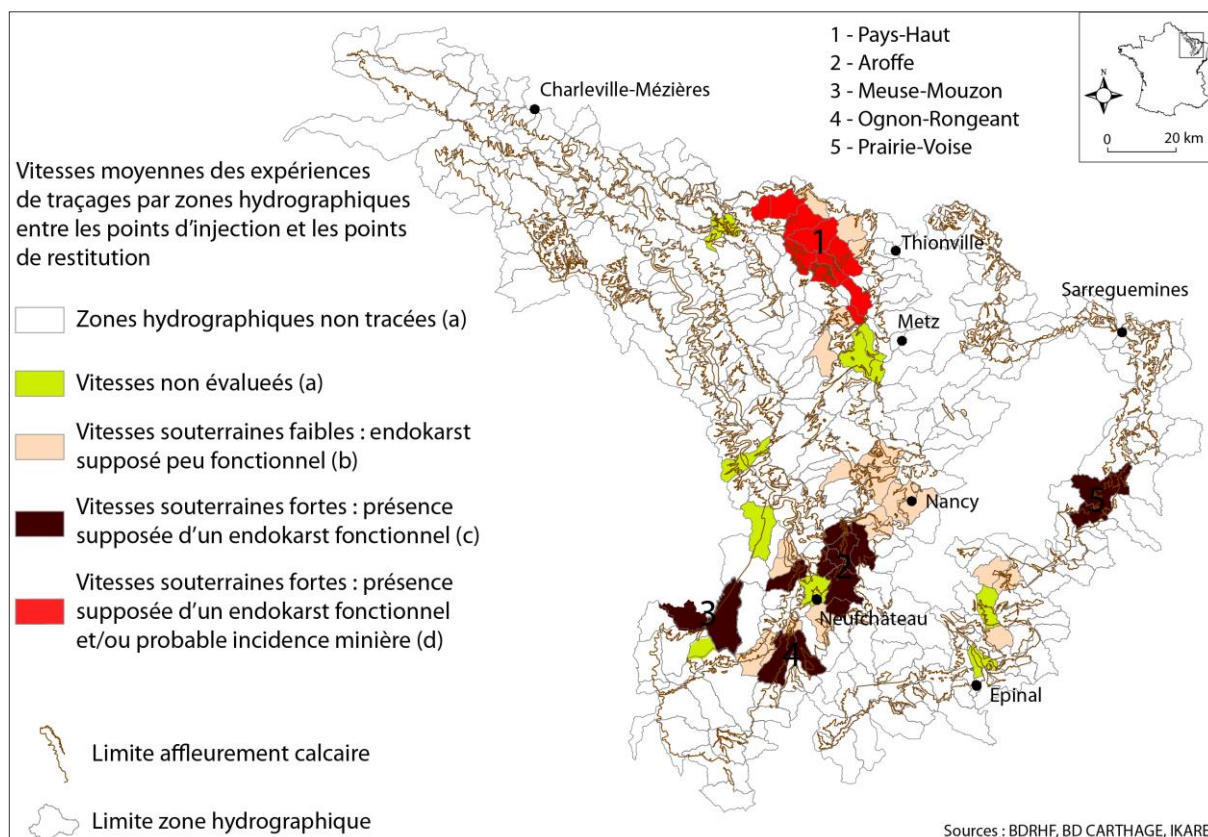 1 - Pays-Haut
2 - Aroffe
3 - Meuse-Mouzon
4 - Ognon-Rongeant
5 - Prairie-Voise
N
0 20 km
Charleville-Mézières
Vitesses moyennes des expériences
de traçages par zones hydrographiques
entre les points d'injection et les points
de restitution
Zones hydrographiques non tracées (a)
Vitesses non évalueés (a)
Vitesses souterraines faibles : endokarst
supposé peu fonctionnel (b)
Vitesses souterraines fortes : présence
supposée d'un endokarst fonctionnel (c)
Vitesses souterraines fortes : présence
supposée d'un endokarst fonctionnel
et/ou probable incidence minière (d)
Limite affleurement calcaire
Limite zone hydrographique
1
Thionville
Sarreguemines
Metz
5
Nancy
2
3
Neufchâteau
4
Epinal
Sources : BDRHF, BD CARTHAGE, IKARE